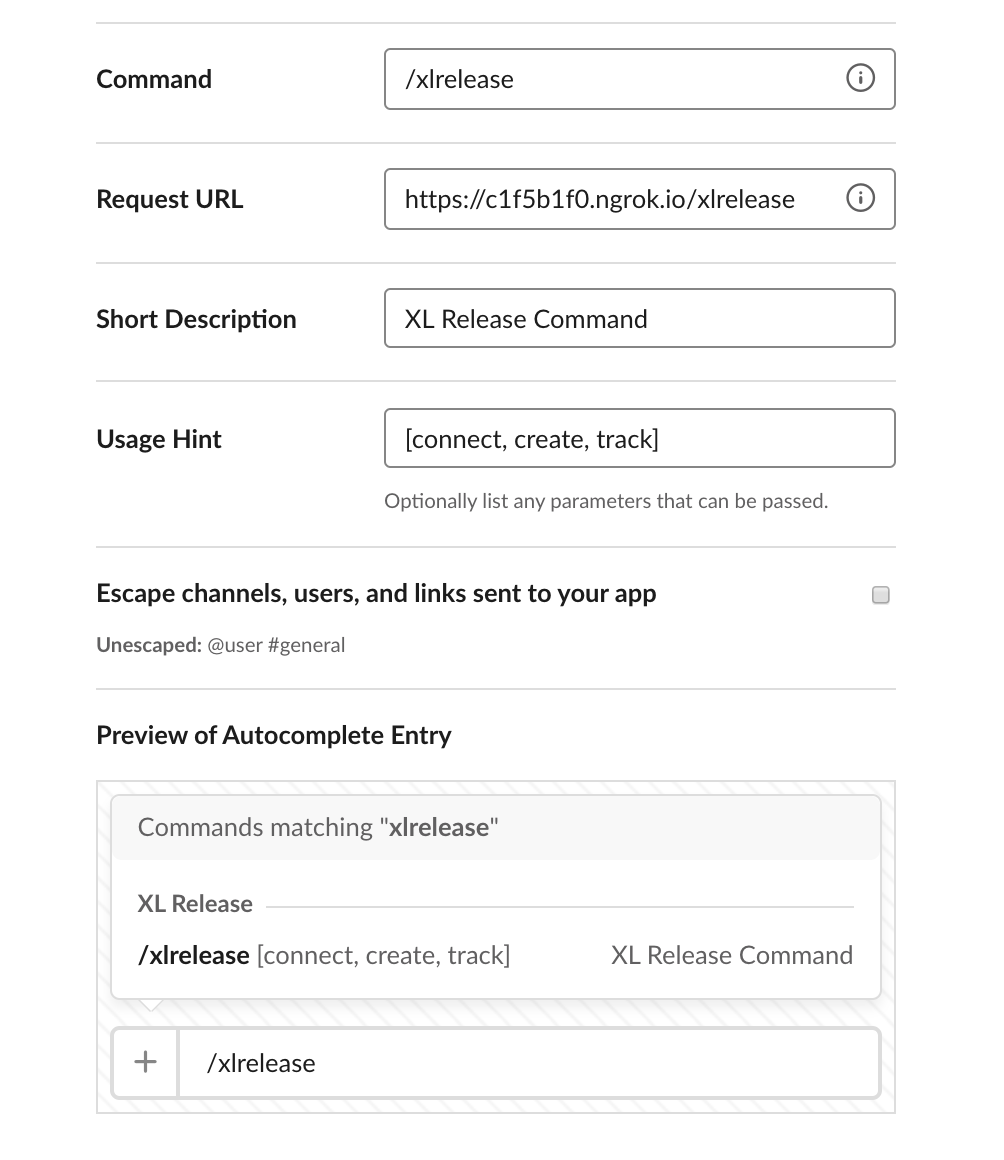 Command
/xlrelease
Request URL
https://c1f5b1f0.ngrok.io/xlrelease
Short Description
XL Release Command
Usage Hint
[connect, create, track]
Optionally list any parameters that can be passed.
Escape channels, users, and links sent to your app
Unescaped: @user #general
Preview of Autocomplete Entry
Commands matching "xlrelease"
XL Release
/xlrelease [connect, create, track] XL Release Command
/xlrelease